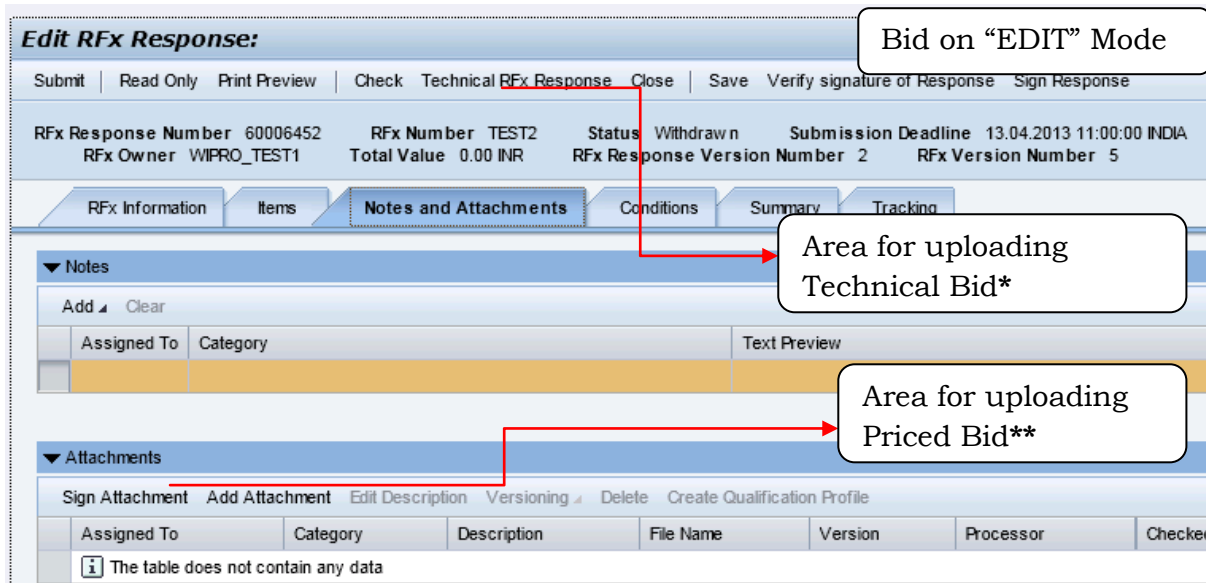 Edit RFx Response:
Bid on “EDIT” Mode
Submit | Read Only Print Preview | Check Technical RFx Response Close | Save Verify signature of Response Sign Response
RFx Response Number 60006452 RFx Number TEST2 Status Withdrawn Submission Deadline 13.04.2013 11:00:00 INDIA
RFx Owner WIPRO_TEST1 Total Value 0.00 INR RFx Response Version Number 2 RFx Version Number 5
RFx Information Items Notes and Attachments Conditions Summary Tracking
Area for uploading
Technical Bid*
Notes
Add Clear
Assigned To Category Text Preview
Area for uploading
Priced Bid**
Attachments
Sign Attachment Add Attachment Edit Description Versioning Delete Create Qualification Profile
Assigned To Category Description File Name Version Processor Checke
i The table does not contain any data